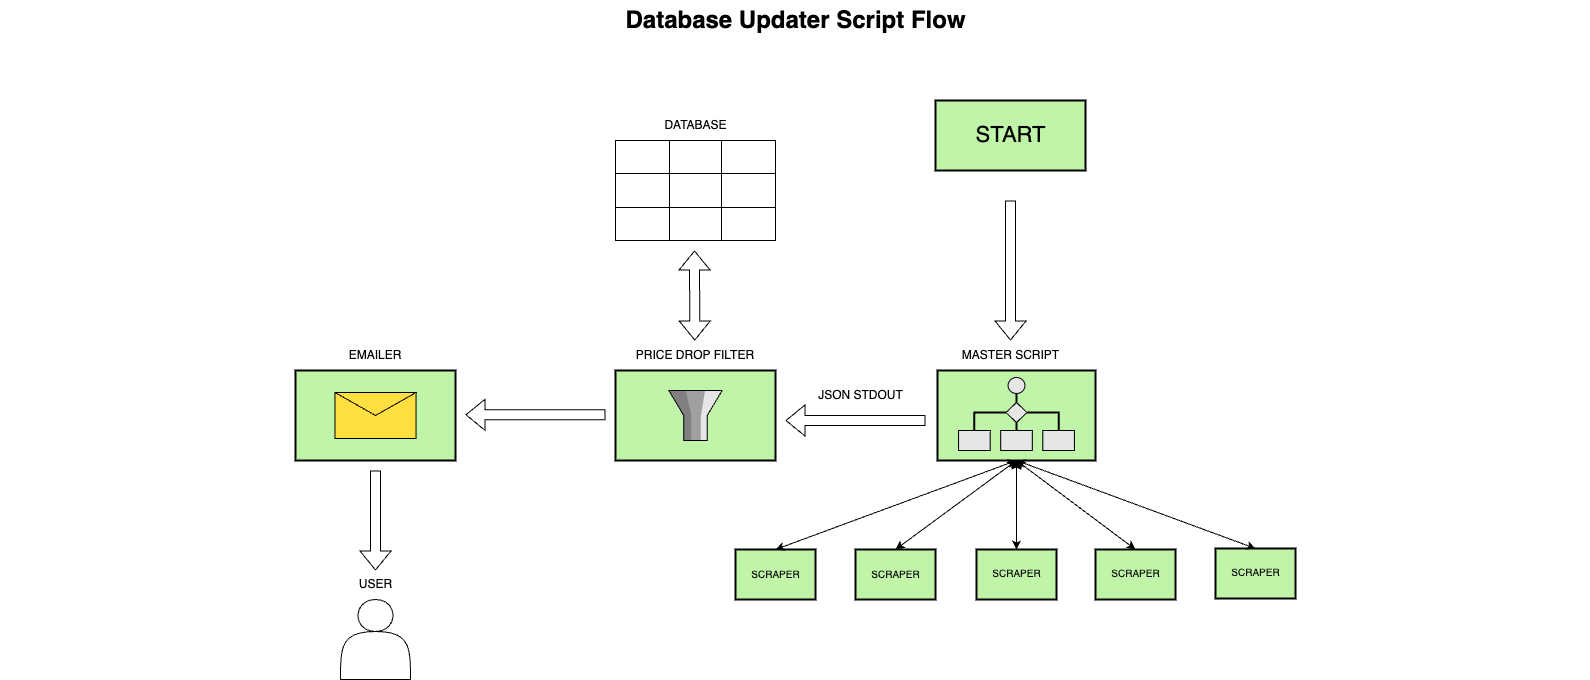 Database Updater Script Flow
DATABASE
START
EMAILER
PRICE DROP FILTER
MASTER SCRIPT
JSON STDOUT
SCRAPER
SCRAPER
SCRAPER
SCRAPER
SCRAPER
USER